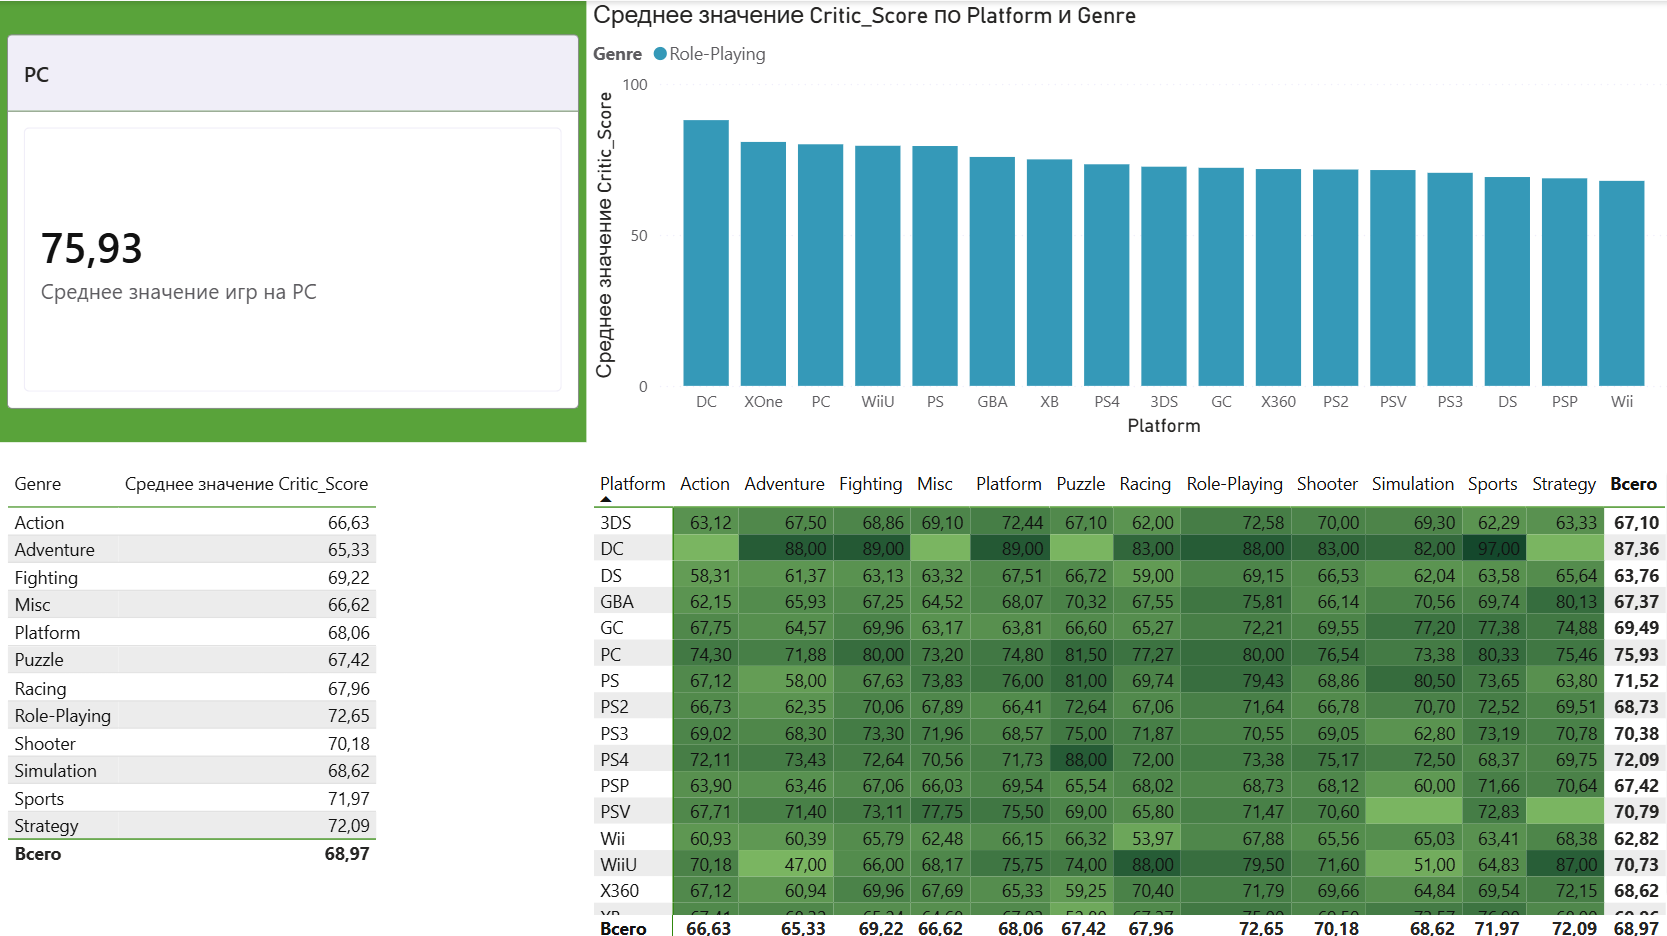 PC
75,93
Среднее значение игр на PC
Среднее значение Critic_Score по Platform и Genre
Genre Role-Playing
Среднее значение Critic_Score
100
50
0
DC XOne PC WiiU PS GBA XB PS4 3DS GC X360 PS2 PSV PS3 DS PSP Wii
Platform
Genre Среднее значение Critic_Score
Action 66,63
Adventure 65,33
Fighting 69,22
Misc 66,62
Platform 68,06
Puzzle 67,42
Racing 67,96
Role-Playing 72,65
Shooter 70,18
Simulation 68,62
Sports 71,97
Strategy 72,09
Всего 68,97
Platform Action Adventure Fighting Misc Platform Puzzle Racing Role-Playing Shooter Simulation Sports Strategy Всего
3DS 63,12 67,50 68,86 69,10 72,44 67,10 62,00 72,58 70,00 69,30 62,29 63,33 67,10
DC 88,00 89,00 89,00 83,00 88,00 83,00 82,00 97,00 87,36
DS 58,31 61,37 63,13 63,32 67,51 66,72 59,00 69,15 66,53 62,04 63,58 65,64 63,76
GBA 62,15 65,93 67,25 64,52 68,07 70,32 67,55 75,81 66,14 70,56 69,74 80,13 67,37
GC 67,75 64,57 69,96 63,17 63,81 66,60 65,27 72,21 69,55 77,20 77,38 74,88 69,49
PC 74,30 71,88 80,00 73,20 74,80 81,50 77,27 80,00 76,54 73,38 80,33 75,46 75,93
PS 67,12 58,00 67,63 73,83 76,00 81,00 69,74 79,43 68,86 80,50 73,65 63,80 71,52
PS2 66,73 62,35 70,06 67,89 66,41 72,64 67,06 71,64 66,78 70,70 72,52 69,51 68,73
PS3 69,02 68,30 73,30 71,96 68,57 75,00 71,87 70,55 69,05 62,80 73,19 70,78 70,38
PS4 72,11 73,43 72,64 70,56 71,73 88,00 72,00 73,38 75,17 72,50 68,37 69,75 72,09
PSP 63,90 63,46 67,06 66,03 69,54 65,54 68,02 68,73 68,12 60,00 71,66 70,64 67,42
PSV 67,71 71,40 73,11 77,75 75,50 69,00 65,80 71,47 70,60 72,83 70,79
Wii 60,93 60,39 65,79 62,48 66,15 66,32 53,97 67,88 65,56 65,03 63,41 68,38 62,82
WiiU 70,18 47,00 66,00 68,17 75,75 74,00 88,00 79,50 71,60 51,00 64,83 87,00 70,73
X360 67,12 60,94 69,96 67,69 65,33 59,25 70,40 71,79 69,66 64,84 69,54 72,15 68,62
Всего 66,63 65,33 69,22 66,62 68,06 67,42 67,96 72,65 70,18 68,62 71,97 72,09 68,97